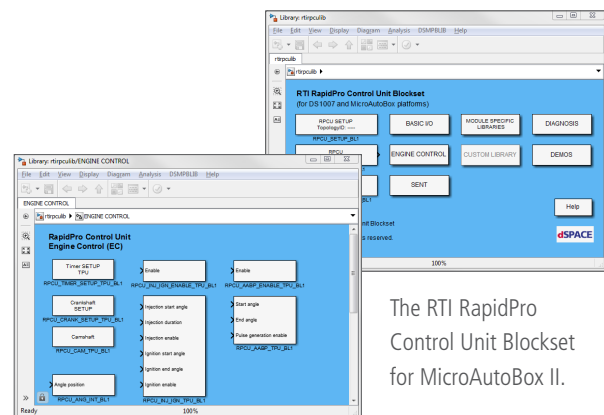 Library: rtirpculib
File Edit View Display Diagram Analysis DSMPBLIB Help
rtirpculib
rtirpculib
RTI RapidPro Control Unit Blockset
(for DS1007 and MicroAutoBox platforms)
RPCU SETUP
TopologyID: ----
RPCU_SETUP_BL1
BASIC I/O
MODULE SPECIFIC
LIBRARIES
DIAGNOSIS
RPCU
ENGINE CONTROL
CUSTOM LIBRARY
DEMOS
BL1
SENT
Help
nit Blockset
s reserved.
dSPACE
100%
Library: rtirpculib/ENGINE CONTROL
File Edit View Display Diagram Analysis DSMPBLIB Help
ENGINE CONTROL
rtirpculib ENGINE CONTROL
RapidPro Control Unit
Engine Control (EC)
Timer SETUP
TPU
RPCU_TIMER_SETUP_TPU_BL1
Enable
RPCU_INJ_IGN_ENABLE_TPU_BL1
Enable
RPCU_AABP_ENABLE_TPU_BL1
Crankshaft
SETUP
RPCU_CRANK_SETUP_TPU_BL1
Camshaft
RPCU_CAM_TPU_BL1
Angle position
RPCU_ANG_INT_BL1
Injection start angle
Injection duration
Injection enable
Ignition start angle
Ignition end angle
Ignition enable
RPCU_INJ_IGN_TPU_BL1
Start angle
End angle
Pulse generation enable
RPCU_AABP_TPU_BL1
Ready
100%
The RTI RapidPro
Control Unit Blockset
for MicroAutoBox II.